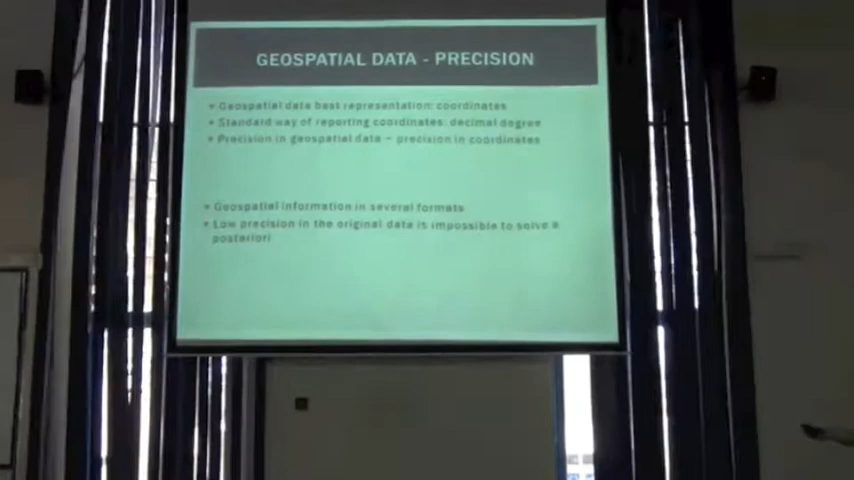 GEOSPATIAL DATA - PRECISION
• Geospatial data best representation: coordinates
• Standard way of reporting coordinates: decimal degree
• Precision in geospatial data ~ precision in coordinates
• Geospatial information in several formats
• Low precision in the original data is impossible to solve a
posteriori